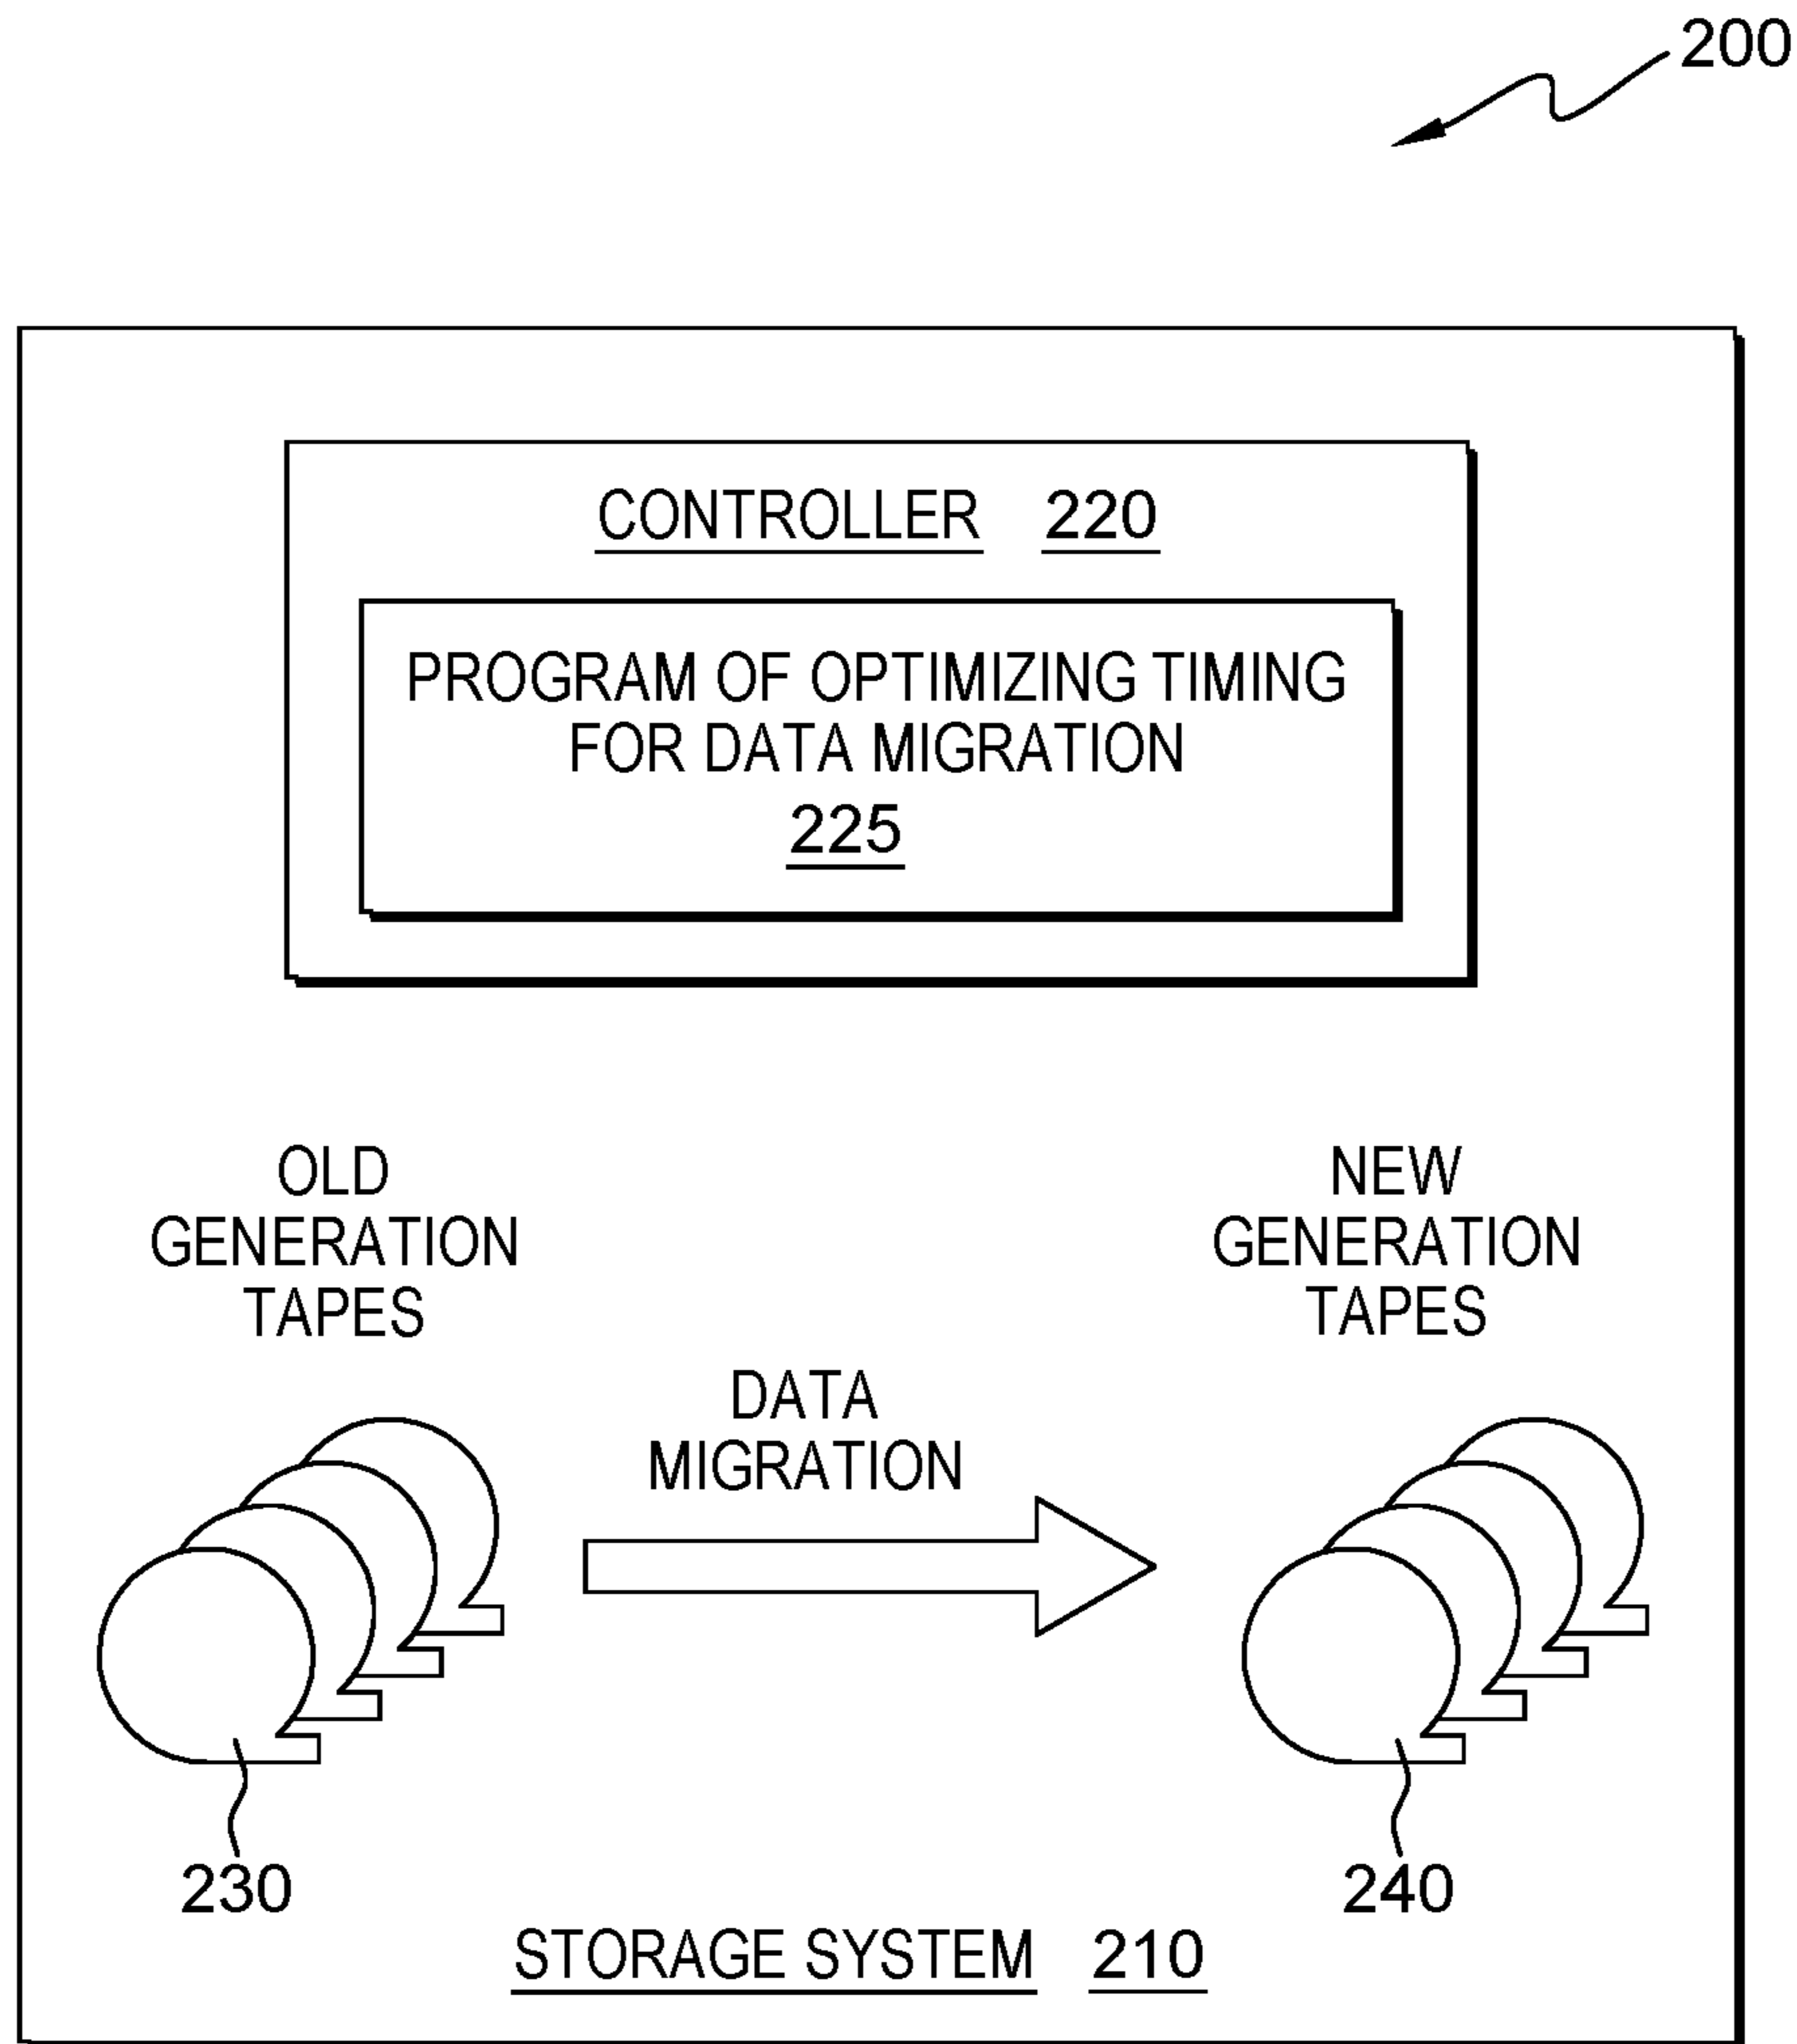 200
CONTROLLER 220
PROGRAM OF OPTIMIZING TIMING
FOR DATA MIGRATION
225
OLD
GENERATION
TAPES
NEW
GENERATION
TAPES
DATA
MIGRATION
230
240
STORAGE SYSTEM 210